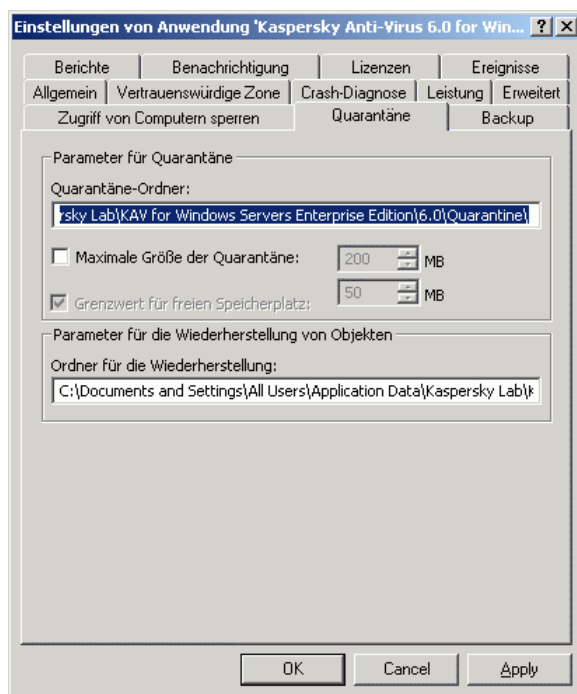 Einstellungen von Anwendung 'Kaspersky Anti-Virus 6.0 for Win...
Berichte Benachrichtigung Lizenzen Ereignisse
Allgemein Vertrauenswürdige Zone Crash-Diagnose Leistung Erweitert
Zugriff von Computern sperren Quarantäne Backup
Parameter für Quarantäne
Quarantäne-Ordner:
rsky Lab\KAV for Windows Servers Enterprise Edition\6.0\Quarantine\
Maximale Größe der Quarantäne: 200 MB
Grenzwert für freien Speicherplatz: 50 MB
Parameter für die Wiederherstellung von Objekten
Ordner für die Wiederherstellung:
C:\Documents and Settings\All Users\Application Data\Kaspersky Lab\K
OK Cancel Apply